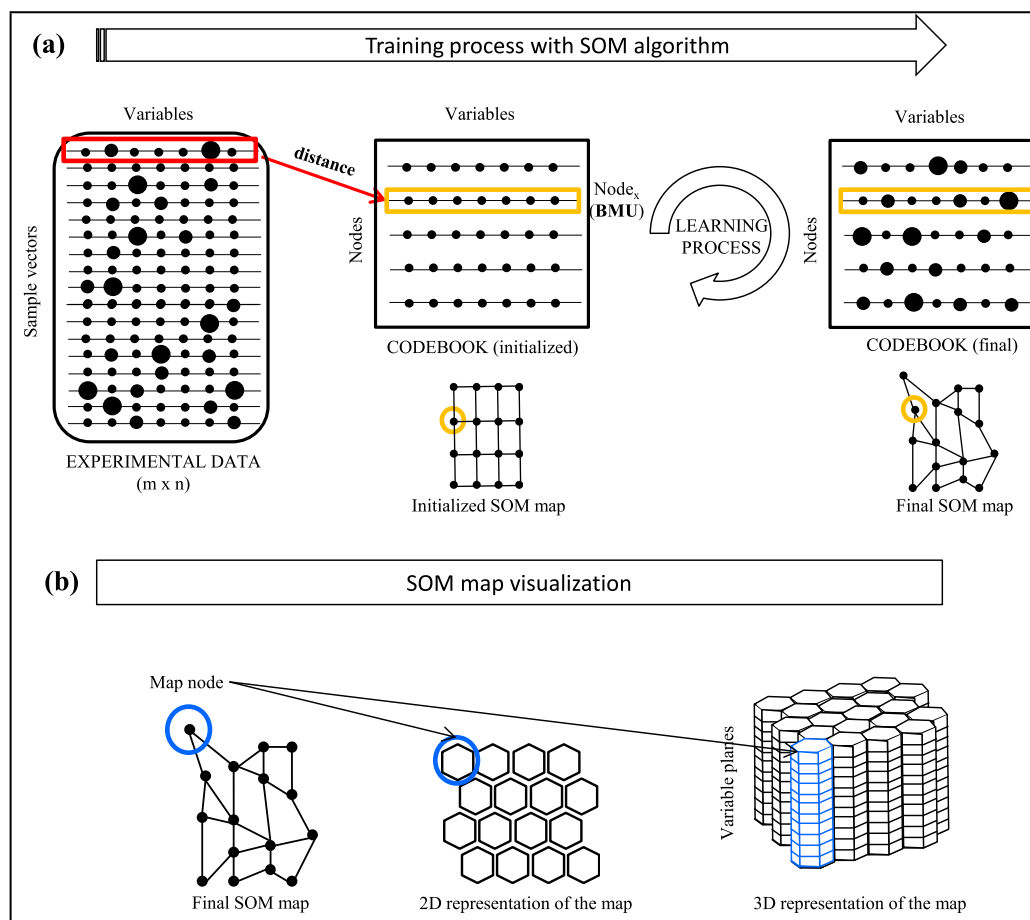 (a)
Training process with SOM algorithm
Variables
Variables
Variables
distance
Sample vectors
Nodes
Node_x
(BMU)
LEARNING
PROCESS
Nodes
CODEBOOK (initialized)
CODEBOOK (final)
EXPERIMENTAL DATA
(m x n)
Initialized SOM map
Final SOM map
(b)
SOM map visualization
Map node
Variable planes
Final SOM map
2D representation of the map
3D representation of the map